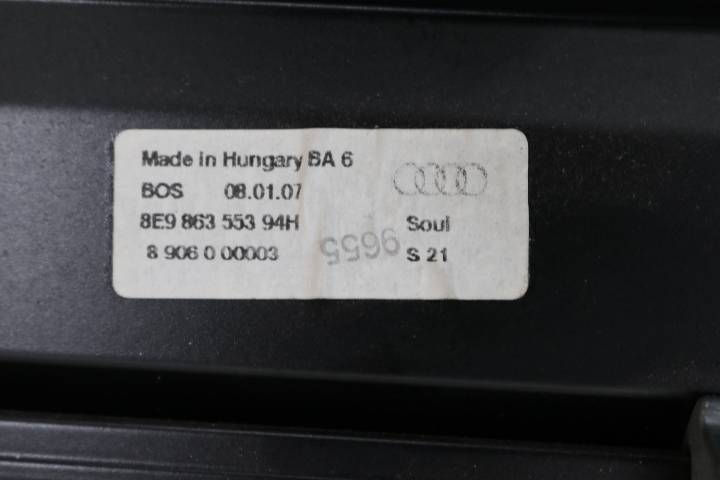 Made in Hungary BA 6
BOS 08.01.07
8E9 863 553 94H Soul
8 906 0 00003 S 21
9655